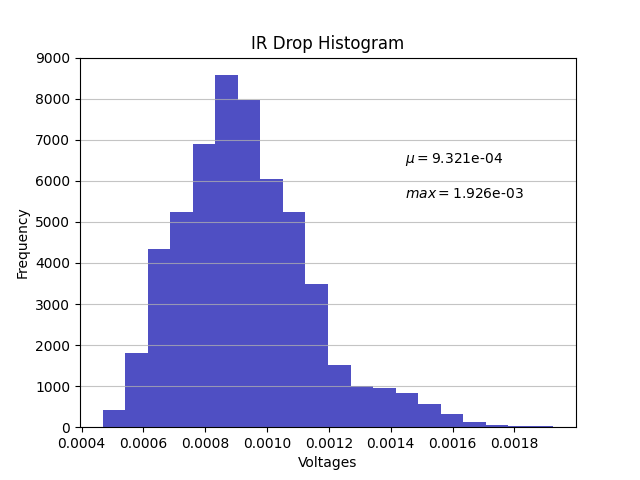 IR Drop Histogram
9000
8000
7000
6000
5000
4000
3000
2000
1000
0
Frequency
μ = 9.321e-04
max = 1.926e-03
0.0004 0.0006 0.0008 0.0010 0.0012 0.0014 0.0016 0.0018
Voltages